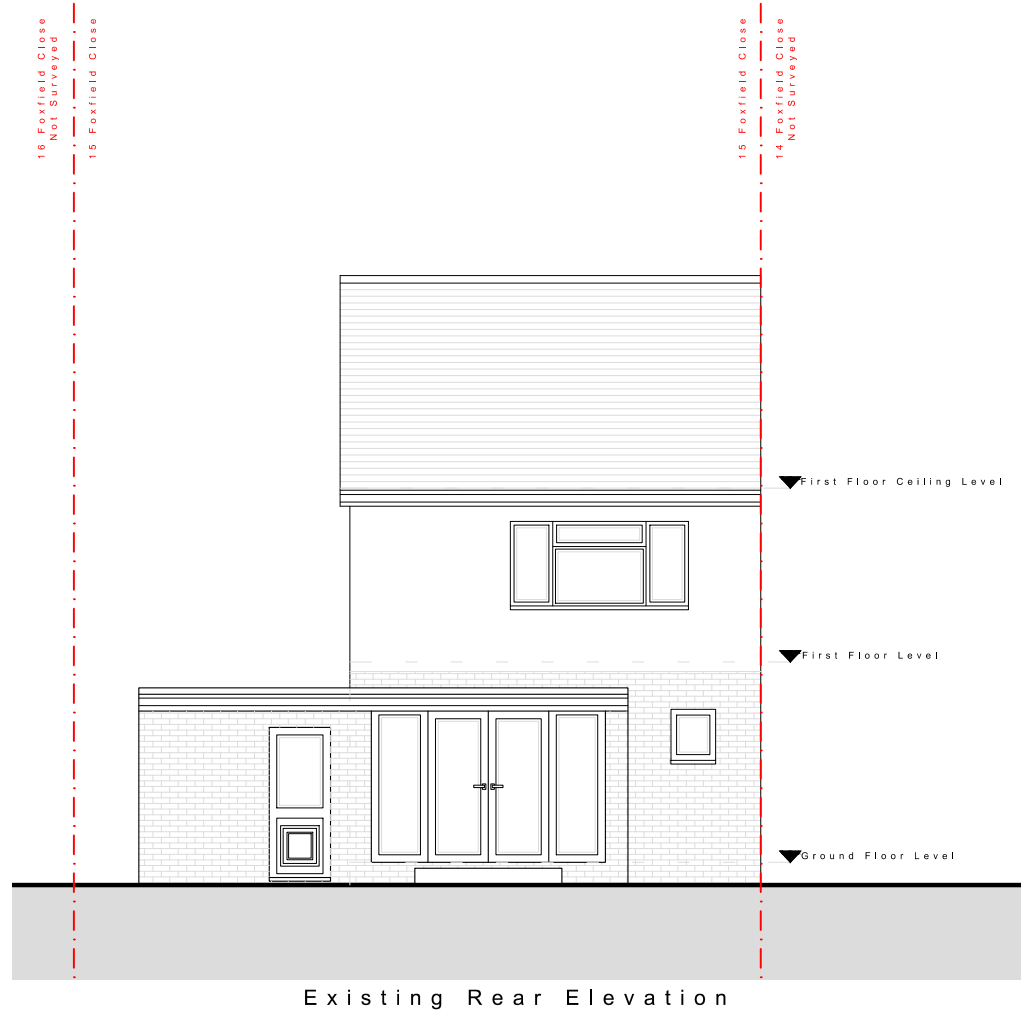 16 Foxfield Close
Not Surveyed
15 Foxfield Close
15 Foxfield Close
14 Foxfield Close
Not Surveyed
First Floor Ceiling Level
First Floor Level
Ground Floor Level
Existing Rear Elevation